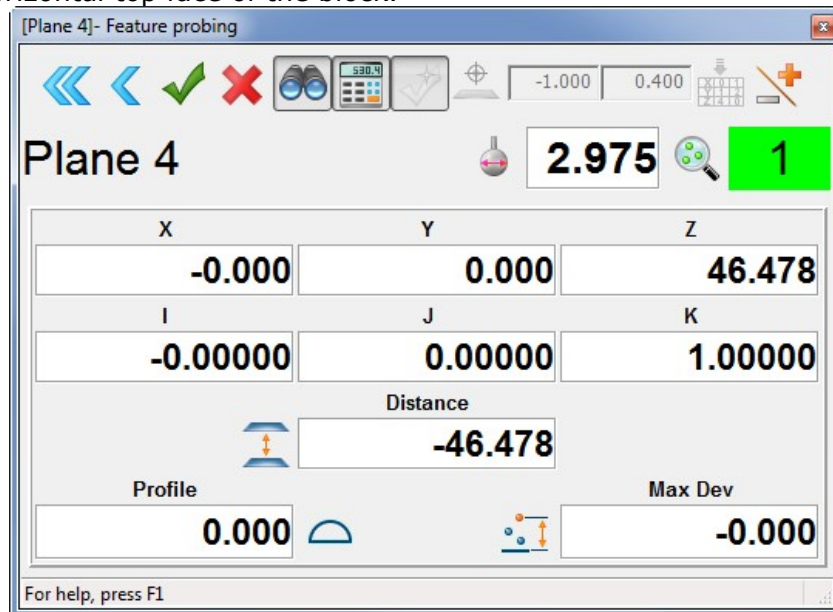 horizontal top face of the block.
[Plane 4]- Feature probing
530.4
-1.000 0.400
Plane 4 2.975 1
X Y Z
-0.000 0.000 46.478
I J K
-0.00000 0.00000 1.00000
Distance
-46.478
Profile Max Dev
0.000 -0.000
For help, press F1